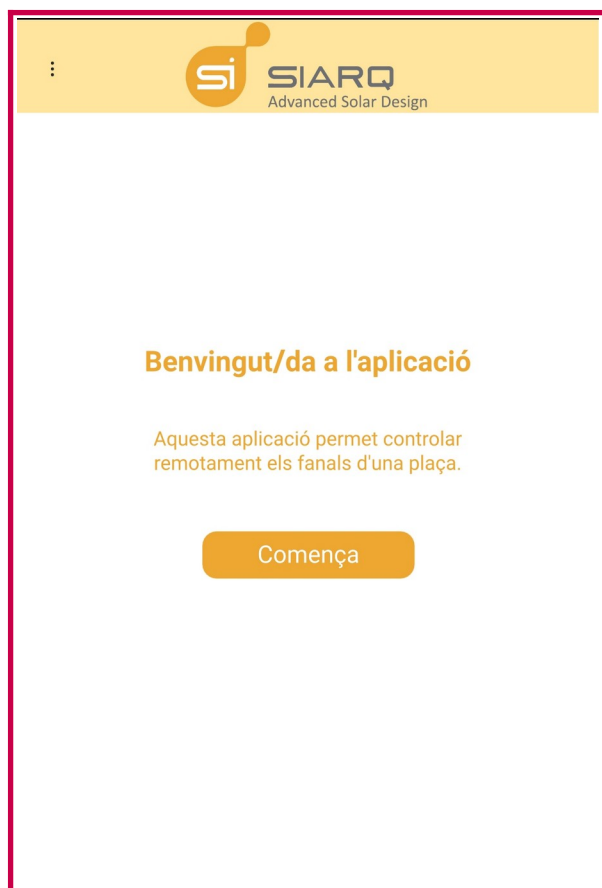 si
SIARQ
Advanced Solar Design
Benvingut/da a l'aplicació
Aquesta aplicació permet controlar
remotament els fanals d'una plaça.
Comença